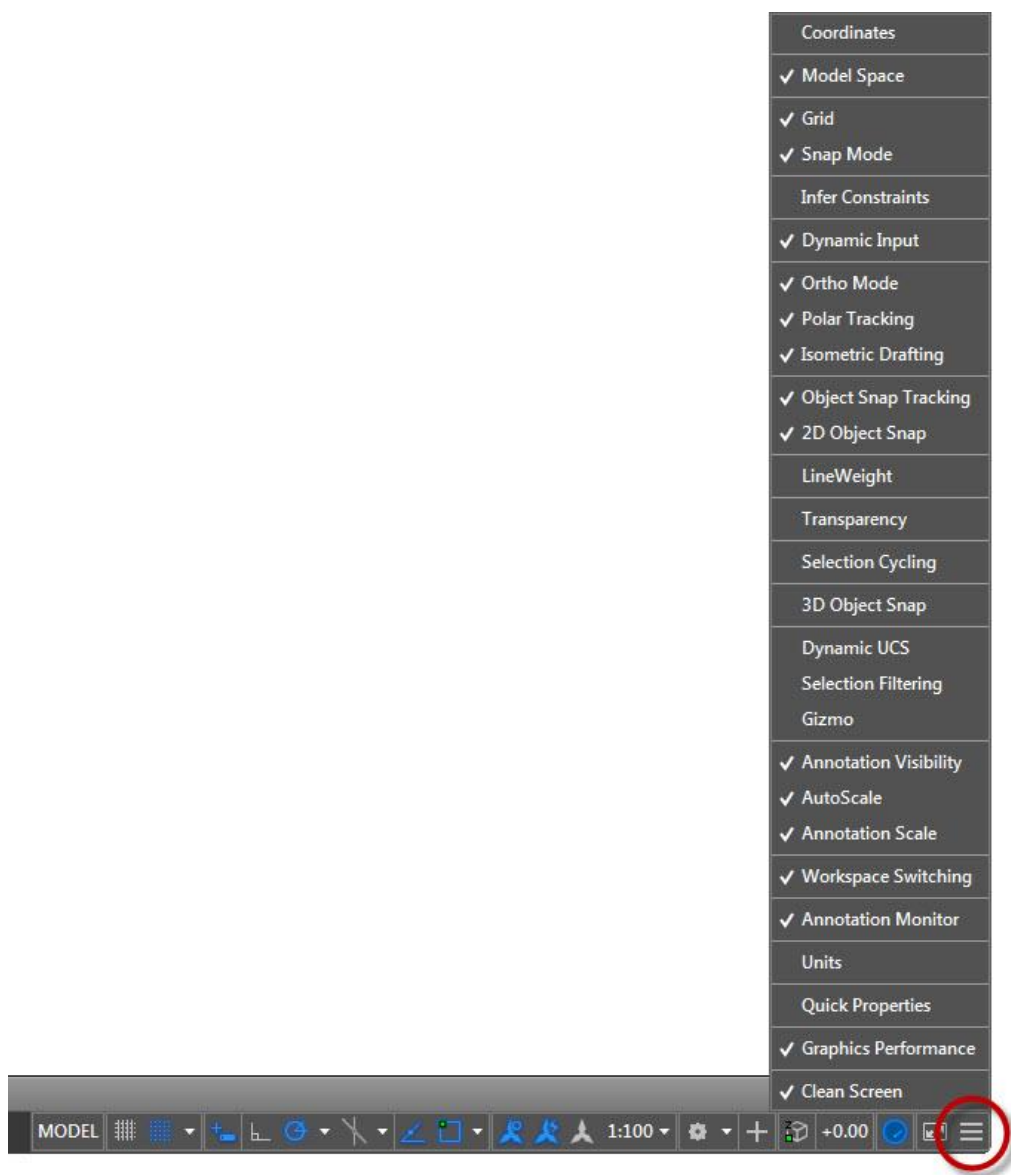 Coordinates
Model Space
Grid
Snap Mode
Infer Constraints
Dynamic Input
Ortho Mode
Polar Tracking
Isometric Drafting
Object Snap Tracking
2D Object Snap
LineWeight
Transparency
Selection Cycling
3D Object Snap
Dynamic UCS
Selection Filtering
Gizmo
Annotation Visibility
AutoScale
Annotation Scale
Workspace Switching
Annotation Monitor
Units
Quick Properties
Graphics Performance
Clean Screen
MODEL 1:100 +0.00